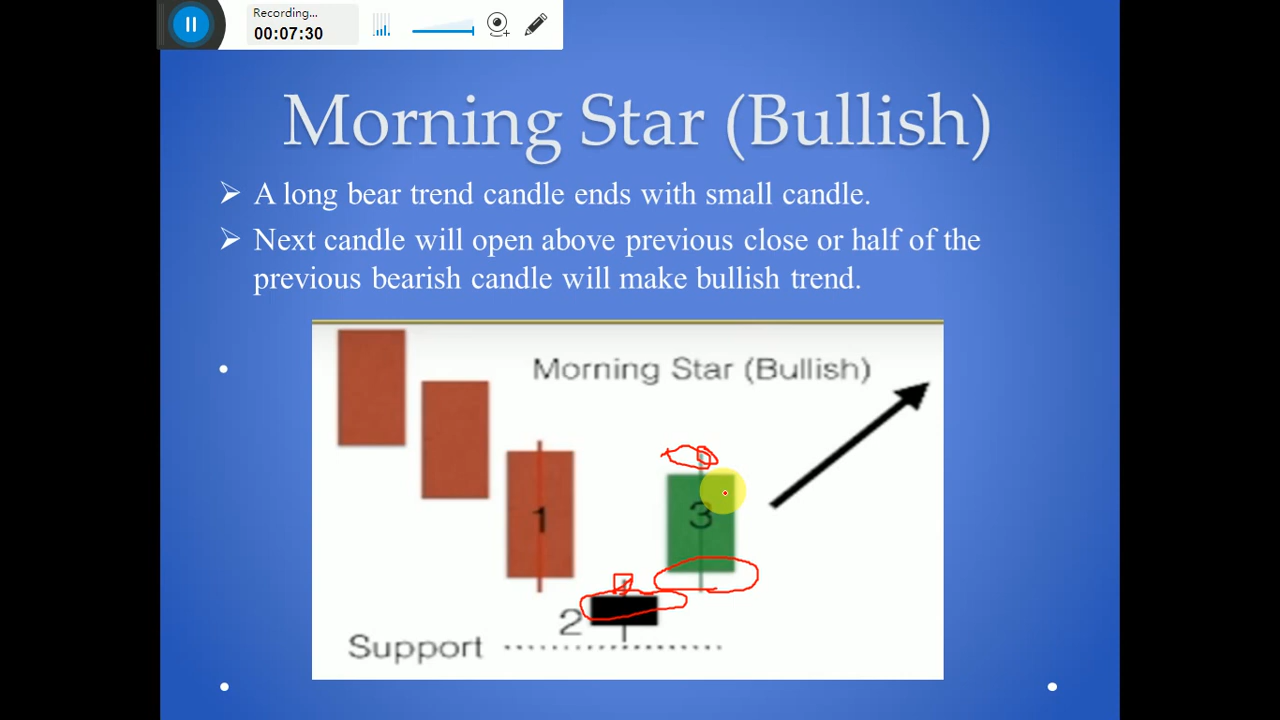 Recording...
00:07:30
Morning Star (Bullish)
A long bear trend candle ends with small candle.
Next candle will open above previous close or half of the
previous bearish candle will make bullish trend.
Morning Star (Bullish)
1
3
2
Support